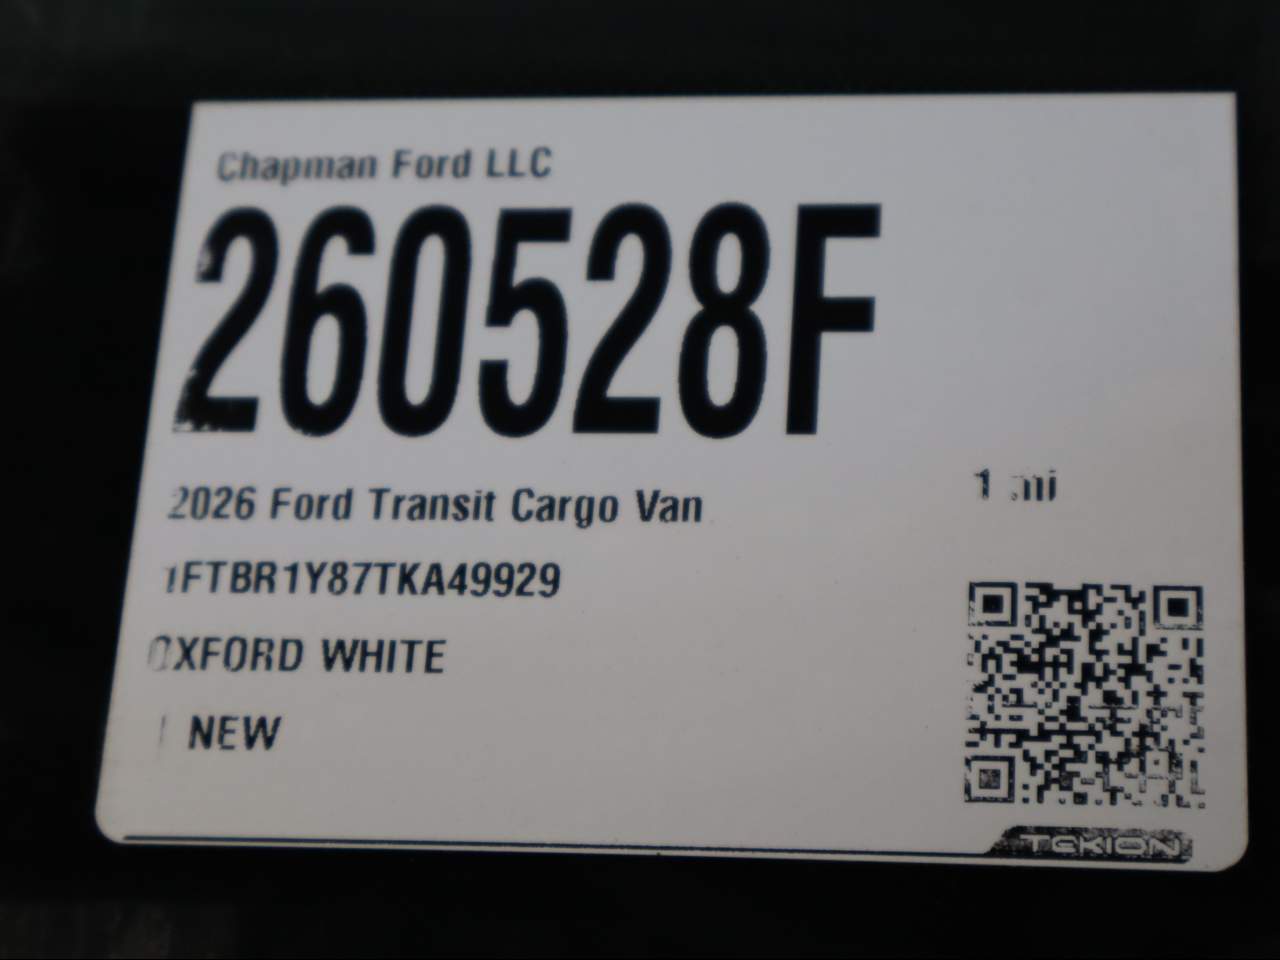 Chapman Ford LLC
260528F
2026 Ford Transit Cargo Van
1 mi
1FTBR1Y87TKA49929
OXFORD WHITE
| NEW
TEKION